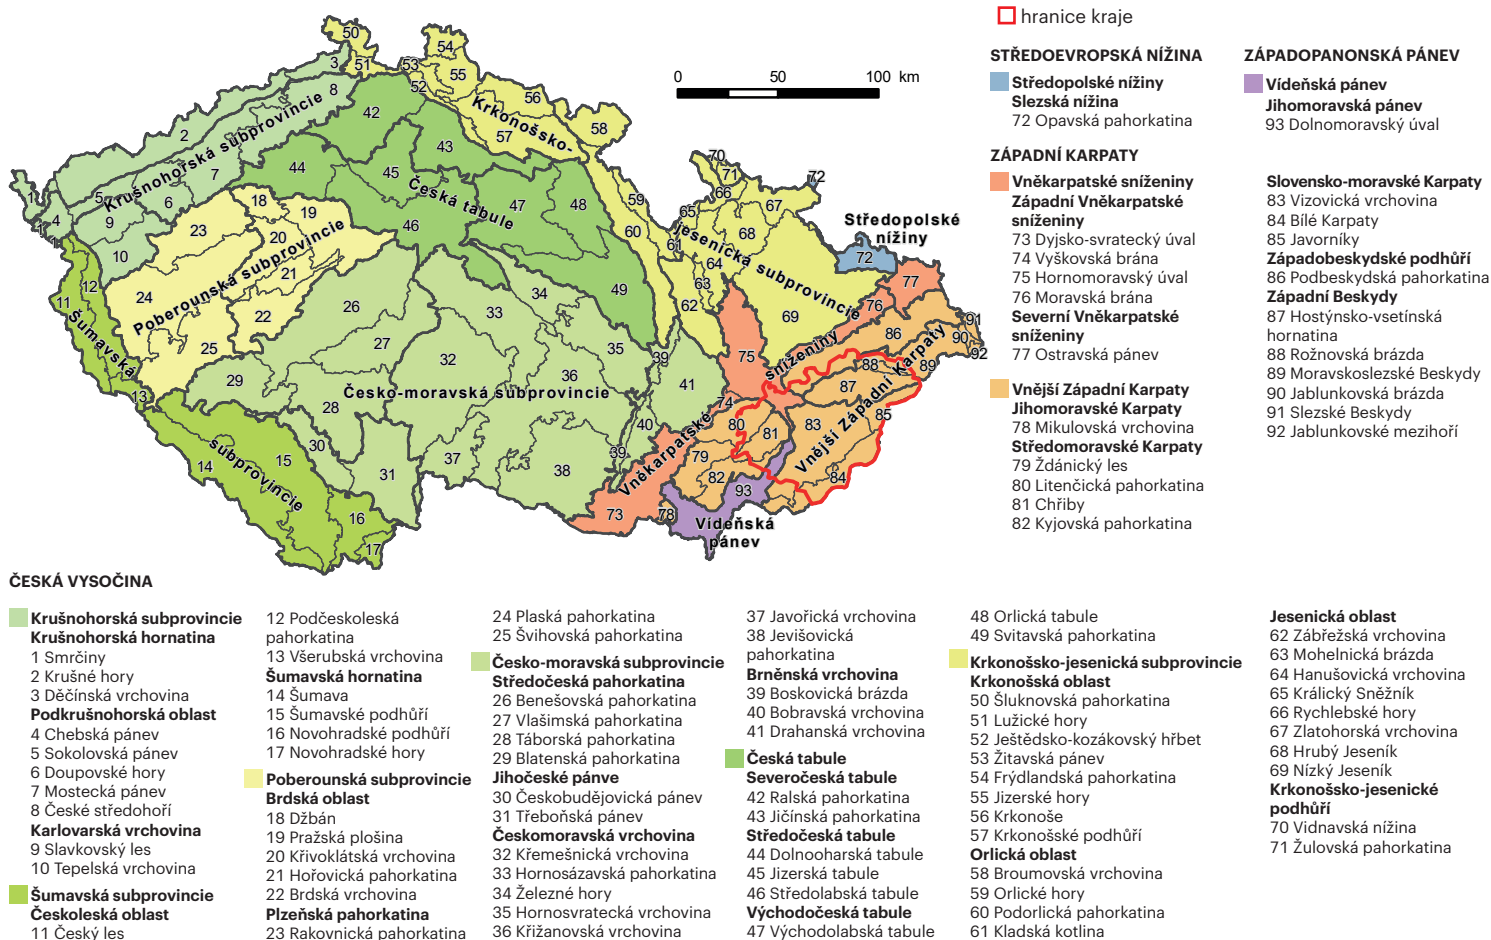 hranice kraje
0 50 100 km
STŘEDOEVROPSKÁ NÍŽINA
Středopolské nížiny
Slezská nížina
72 Opavská pahorkatina
ZÁPADOPANONSKÁ PÁNEV
Vídeňská pánev
Jihomoravská pánev
93 Dolnomoravský úval
ZÁPADNÍ KARPATY
Vněkarpatské sníženiny
Západní Vněkarpatské
sníženiny
73 Dyjsko-svratecký úval
74 Vyškovská brána
75 Hornomoravský úval
76 Moravská brána
Severní Vněkarpatské
sníženiny
77 Ostravská pánev
Vnější Západní Karpaty
Jihomoravské Karpaty
78 Mikulovská vrchovina
Středomoravské Karpaty
79 Ždánický les
80 Litenčická pahorkatina
81 Chřiby
82 Kyjovská pahorkatina
Slovensko-moravské Karpaty
83 Vizovická vrchovina
84 Bílé Karpaty
85 Javorníky
Západobeskydské podhůří
86 Podbeskydská pahorkatina
Západní Beskydy
87 Hostýnsko-vsetínská
hornatina
88 Rožnovská brázda
89 Moravskoslezské Beskydy
90 Jablunkovská brázda
91 Slezské Beskydy
92 Jablunkovské mezihoří
Krušnohorská subprovincie
Krkonošsko-
jesenická subprovincie
Česká tabule
Poberounská subprovincie
Šumavská
subprovincie
Česko-moravská subprovincie
Středopolské
nížiny
Vněkarpatské
sníženiny
Vnější Západní Karpaty
Vídeňská
pánev
ČESKÁ VYSOČINA
Krušnohorská subprovincie
Krušnohorská hornatina
1 Smrčiny
2 Krušné hory
3 Děčínská vrchovina
Podkrušnohorská oblast
4 Chebská pánev
5 Sokolovská pánev
6 Doupovské hory
7 Mostecká pánev
8 České středohoří
Karlovarská vrchovina
9 Slavkovský les
10 Tepelská vrchovina
Šumavská subprovincie
Českoleská oblast
11 Český les
12 Podčeskoleská
pahorkatina
13 Všerubská vrchovina
Šumavská hornatina
14 Šumava
15 Šumavské podhůří
16 Novohradské podhůří
17 Novohradské hory
Poberounská subprovincie
Brdská oblast
18 Džbán
19 Pražská plošina
20 Křivoklátská vrchovina
21 Hořovická pahorkatina
22 Brdská vrchovina
Plzeňská pahorkatina
23 Rakovnická pahorkatina
24 Plaská pahorkatina
25 Švihovská pahorkatina
Česko-moravská subprovincie
Středočeská pahorkatina
26 Benešovská pahorkatina
27 Vlašimská pahorkatina
28 Táborská pahorkatina
29 Blatenská pahorkatina
Jihočeské pánve
30 Českobudějovická pánev
31 Třeboňská pánev
Českomoravská vrchovina
32 Křemešnická vrchovina
33 Hornosázavská pahorkatina
34 Železné hory
35 Hornosvratecká vrchovina
36 Křižanovská vrchovina
37 Javořická vrchovina
38 Jevišovická
pahorkatina
Brněnská vrchovina
39 Boskovická brázda
40 Bobravská vrchovina
41 Drahanská vrchovina
Česká tabule
Severočeská tabule
42 Ralská pahorkatina
43 Jičínská pahorkatina
Středočeská tabule
44 Dolnooharská tabule
45 Jizerská tabule
46 Středolabská tabule
Východočeská tabule
47 Východolabská tabule
48 Orlická tabule
49 Svitavská pahorkatina
Krkonošsko-jesenická subprovincie
Krkonošská oblast
50 Šluknovská pahorkatina
51 Lužické hory
52 Ještědsko-kozákovský hřbet
53 Žitavská pánev
54 Frýdlandská pahorkatina
55 Jizerské hory
56 Krkonoše
57 Krkonošské podhůří
Orlická oblast
58 Broumovská vrchovina
59 Orlické hory
60 Podorlická pahorkatina
61 Kladská kotlina
Jesenická oblast
62 Zábřežská vrchovina
63 Mohelnická brázda
64 Hanušovická vrchovina
65 Králický Sněžník
66 Rychlebské hory
67 Zlatohorská vrchovina
68 Hrubý Jeseník
69 Nízký Jeseník
Krkonošsko-jesenické
podhůří
70 Vidnavská nížina
71 Žulovská pahorkatina